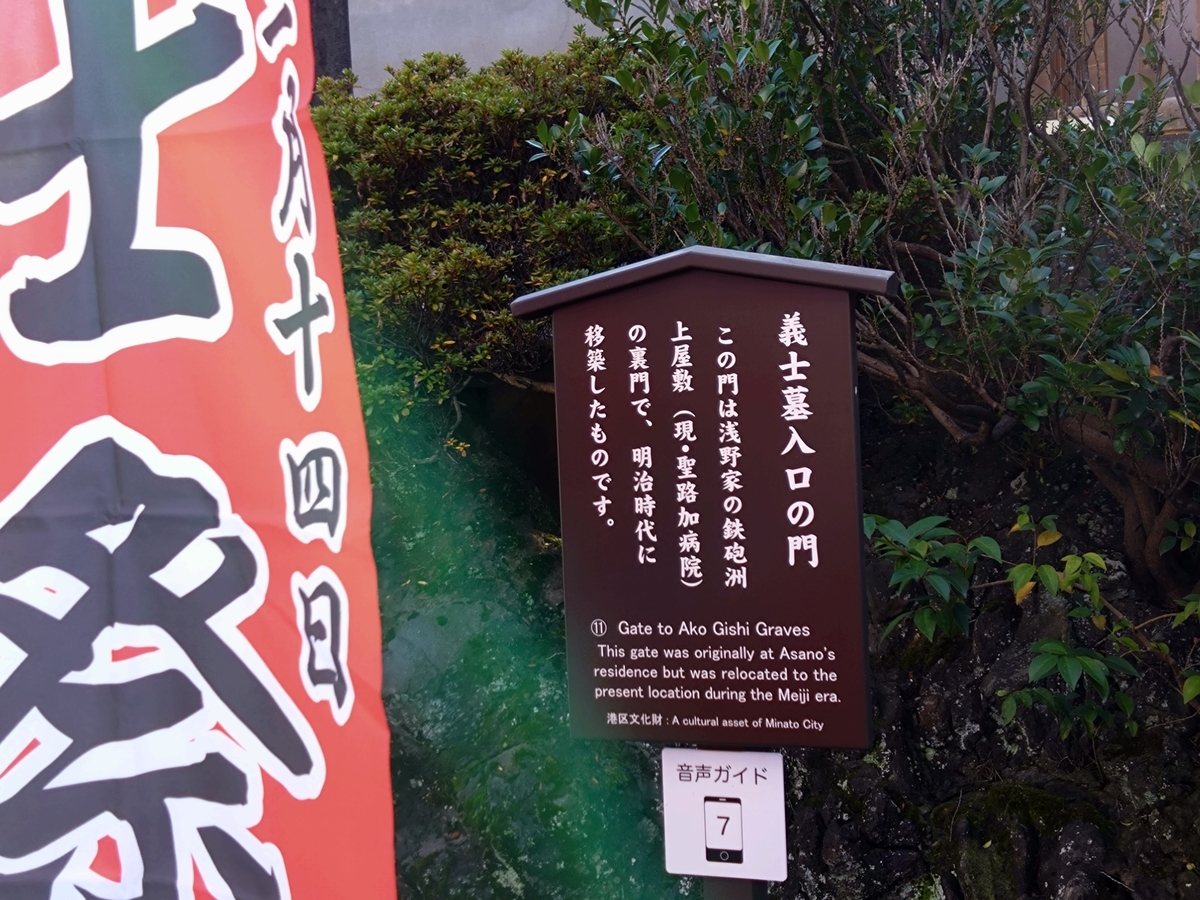 士祭
二月十四日
義士墓入口の門
この門は浅野家の鉄砲洲
上屋敷（現・聖路加病院）
の裏門で、明治時代に
移築したものです。
⑪ Gate to Ako Gishi Graves
This gate was originally at Asano's
residence but was relocated to the
present location during the Meiji era.
港区文化財 : A cultural asset of Minato City
音声ガイド
7